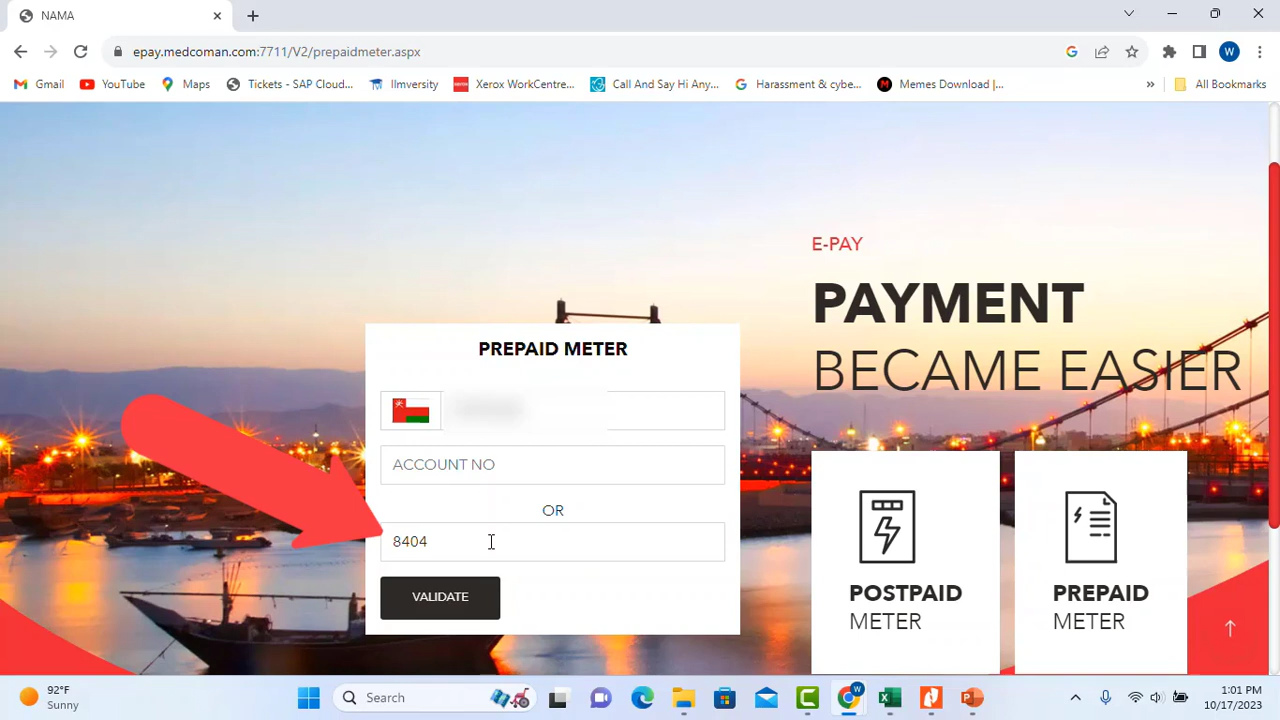 NAMA
epay.medcoman.com:7711/V2/prepaidmeter.aspx
W
Gmail
YouTube
Maps
Tickets - SAP Cloud...
Ilmversity
Xerox WorkCentre...
Call And Say Hi Any...
Harassment & cybe...
Memes Download |...
»
All Bookmarks
E-PAY
PAYMENT
BECAME EASIER
PREPAID METER
ACCOUNT NO
OR
8404
VALIDATE
POSTPAID
METER
PREPAID
METER
92°F
Sunny
Search
1:01 PM
10/17/2023